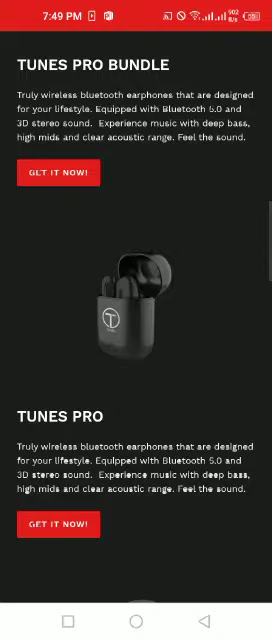 7:49 PM
902
B/s
TUNES PRO BUNDLE
Truly wireless bluetooth earphones that are designed
for your lifestyle. Equipped with Bluetooth 5.0 and
3D stereo sound. Experience music with deep bass,
high mids and clear acoustic range. Feel the sound.
GET IT NOW!
TUNES PRO
Truly wireless bluetooth earphones that are designed
for your lifestyle. Equipped with Bluetooth 5.0 and
3D stereo sound. Experience music with deep bass,
high mids and clear acoustic range. Feel the sound.
GET IT NOW!